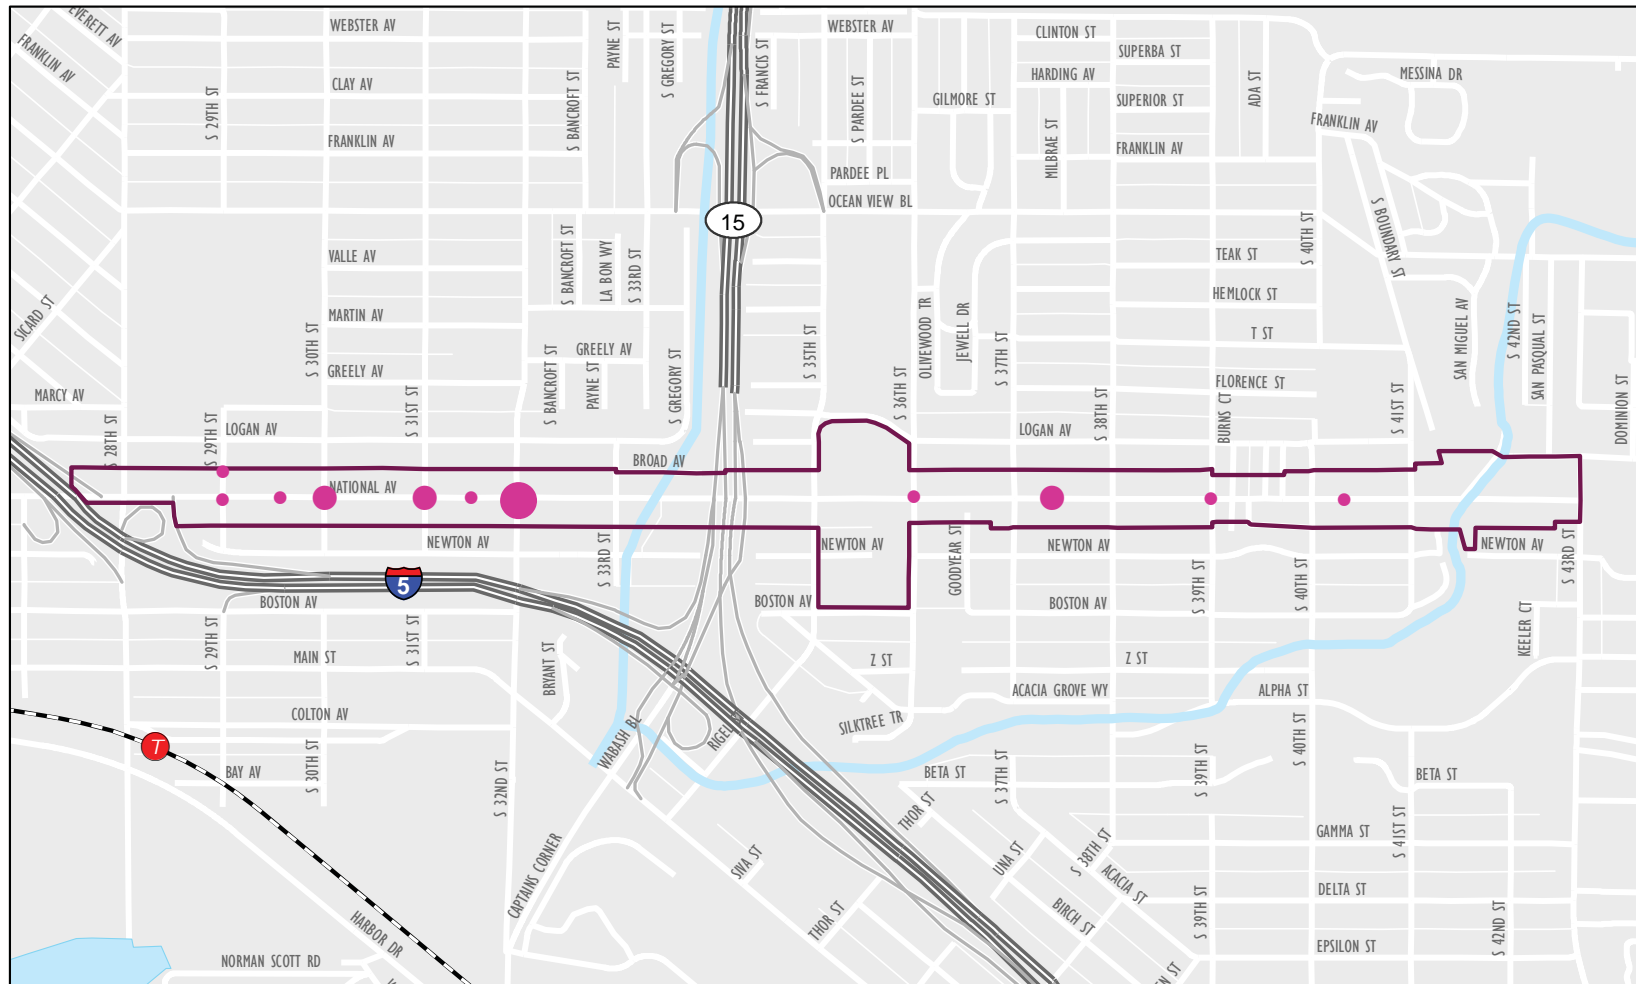 EVERETT AV
WEBSTER AV
PAYNE ST
S GREGORY ST
S FRANCIS ST
WEBSTER AV
CLINTON ST
SUPERBA ST
FRANKLIN AV
CLAY AV
S 29TH ST
S BANCROFT ST
S PARDEE ST
GILMORE ST
HARDING AV
SUPERIOR ST
ADA ST
MESSINA DR
FRANKLIN AV
FRANKLIN AV
MILBRAE ST
FRANKLIN AV
PARDEE PL
OCEAN VIEW BL
15
S BOUNDARY ST
S 40TH ST
VALLE AV
S BANCROFT ST
LA BON WY
S 33RD ST
TEAK ST
HEMLOCK ST
SICARD ST
MARTIN AV
S 30TH ST
GREELY AV
GREELY AV
S BANCROFT ST
PAYNE ST
S GREGORY ST
S 35TH ST
S 36TH ST
OLIVEWOOD TR
JEWELL DR
S 37TH ST
T ST
FLORENCE ST
SAN MIGUEL AV
S 42ND ST
SAN PASQUAL ST
DOMINION ST
MARCY AV
S 28TH ST
S 29TH ST
LOGAN AV
S 31ST ST
LOGAN AV
S 38TH ST
BURNS CT
S 41ST ST
BROAD AV
NATIONAL AV
NEWTON AV
S 33RD ST
NEWTON AV
GOODYEAR ST
NEWTON AV
S 39TH ST
S 40TH ST
NEWTON AV
S 43RD ST
5
BOSTON AV
BOSTON AV
BOSTON AV
S 29TH ST
S 31ST ST
MAIN ST
BRYANT ST
Z ST
Z ST
KEELER CT
ACACIA GROVE WY
ALPHA ST
COLTON AV
WABASH BL
SILKTREE TR
S 40TH ST
T
BAY AV
S 30TH ST
S 32ND ST
BETA ST
S 37TH ST
S 39TH ST
BETA ST
THOR ST
GAMMA ST
S 41ST ST
CAPTAINS CORNER
SIVA ST
UNA ST
S 38TH ST
ACACIA ST
DELTA ST
HARBOR DR
THOR ST
BIRCH ST
S 39TH ST
S 42ND ST
NORMAN SCOTT RD
EPSILON ST